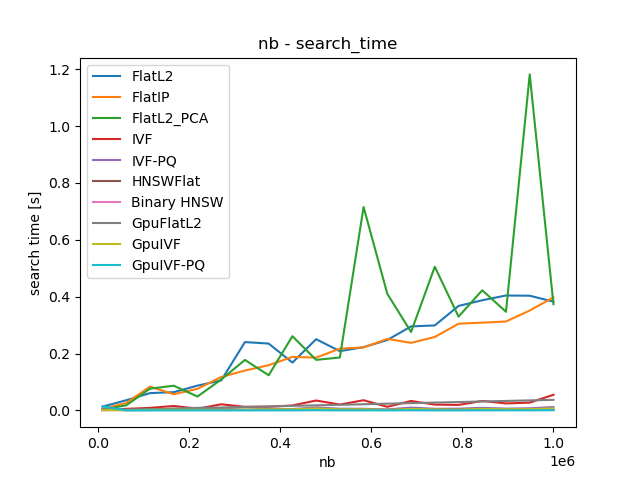 nb - search_time
1.2
1.0
0.8
0.6
0.4
0.2
0.0
search time [s]
FlatL2
FlatIP
FlatL2_PCA
IVF
IVF-PQ
HNSWFlat
Binary HNSW
GpuFlatL2
GpuIVF
GpuIVF-PQ
0.0 0.2 0.4 0.6 0.8 1.0
1e6
nb